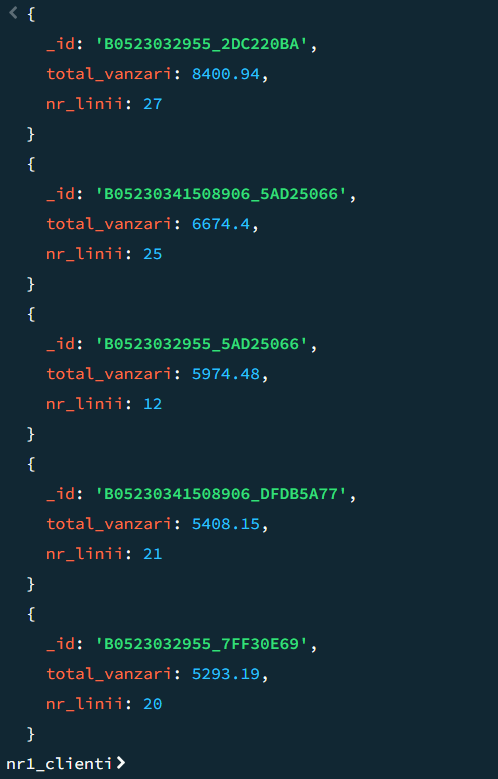 {
_id: 'B0523032955_2DC220BA',
total_vanzari: 8400.94,
nr_linii: 27
}
{
_id: 'B05230341508906_5AD25066',
total_vanzari: 6674.4,
nr_linii: 25
}
{
_id: 'B0523032955_5AD25066',
total_vanzari: 5974.48,
nr_linii: 12
}
{
_id: 'B05230341508906_DFDB5A77',
total_vanzari: 5408.15,
nr_linii: 21
}
{
_id: 'B0523032955_7FF30E69',
total_vanzari: 5293.19,
nr_linii: 20
}
nr1_clienti>